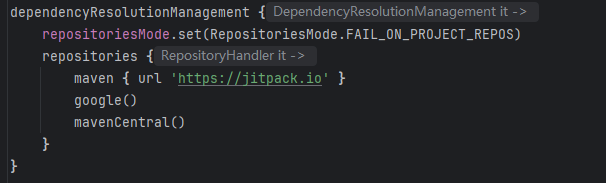 dependencyResolutionManagement { DependencyResolutionManagement it ->
repositoriesMode.set(RepositoriesMode.FAIL_ON_PROJECT_REPOS)
repositories { RepositoryHandler it ->
maven { url 'https://jitpack.io' }
google()
mavenCentral()
}
}